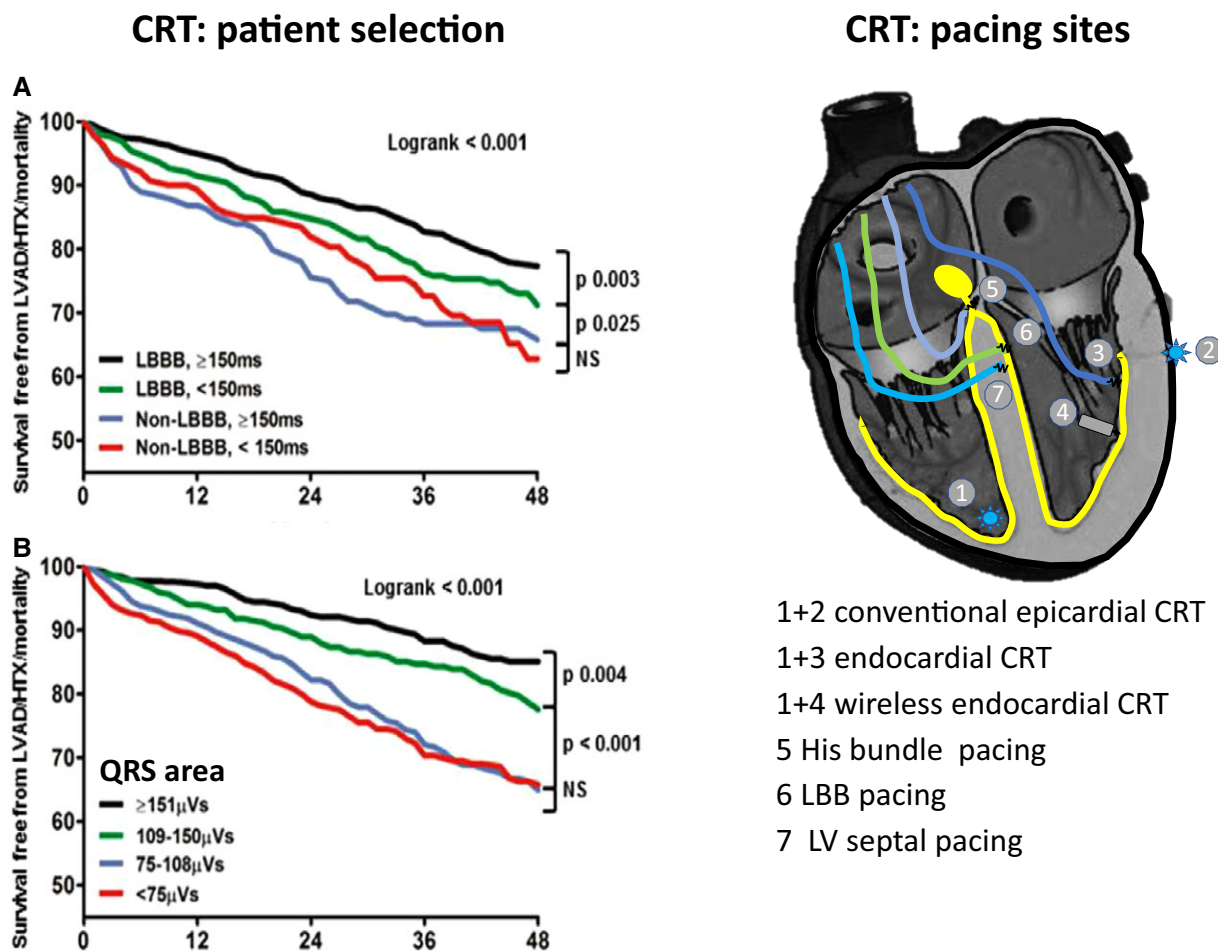 CRT: patient selection
A
Survival free from LVAD/HTX/mortality
100
90
80
70
60
50
Logrank < 0.001
p 0.003
p 0.025
NS
LBBB, ≥150ms
LBBB, <150ms
Non-LBBB, ≥150ms
Non-LBBB, < 150ms
0 12 24 36 48
B
Survival free from LVAD/HTX/mortality
100
90
80
70
60
50
Logrank < 0.001
p 0.004
p < 0.001
NS
QRS area
≥151µVs
109-150µVs
75-108µVs
<75µVs
0 12 24 36 48
CRT: pacing sites
5
6
3
2
7
4
1
1+2 conventional epicardial CRT
1+3 endocardial CRT
1+4 wireless endocardial CRT
5 His bundle pacing
6 LBB pacing
7 LV septal pacing